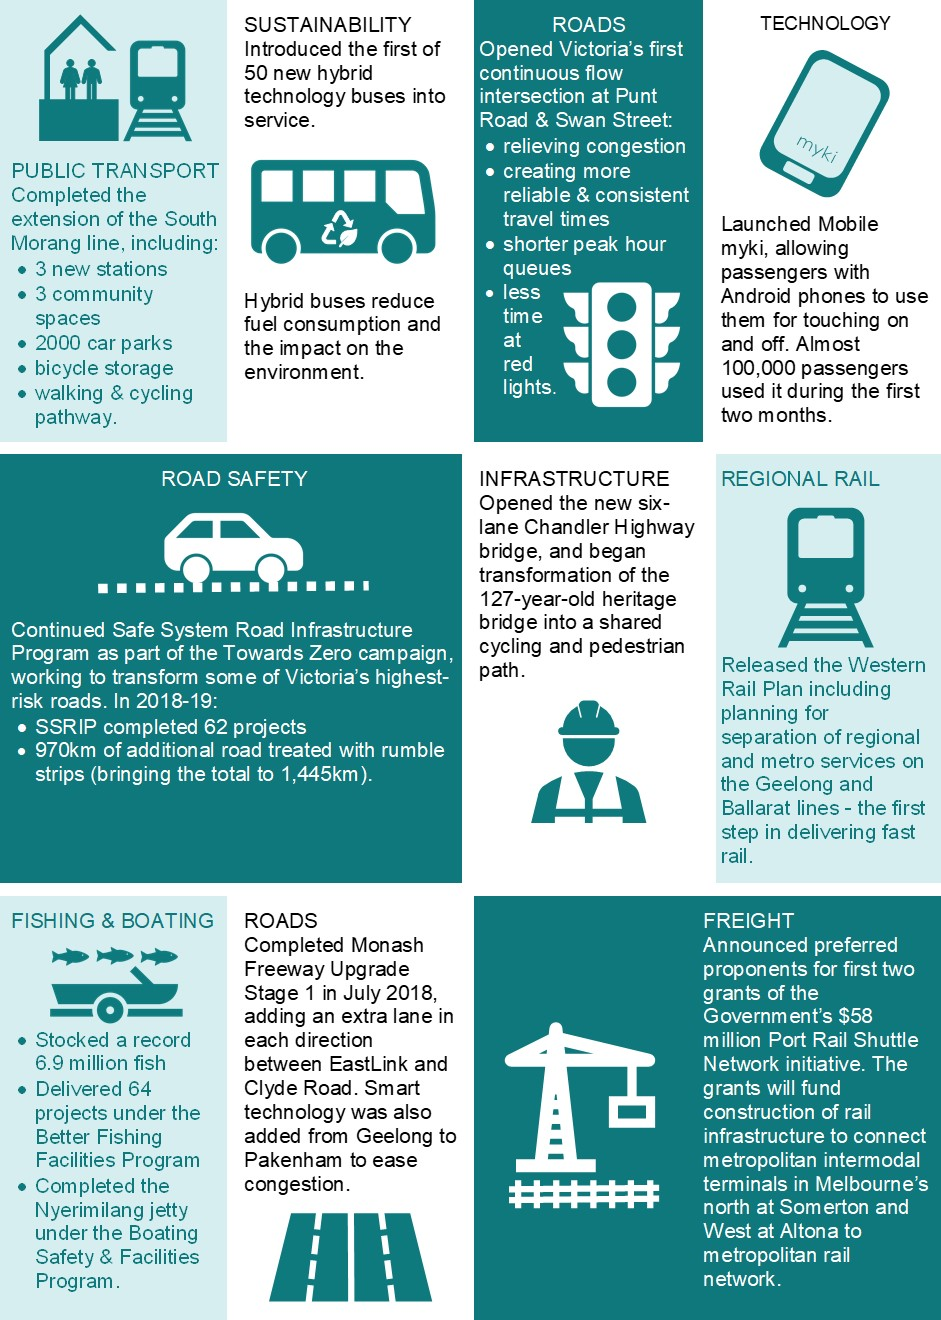 PUBLIC TRANSPORT
Completed the
extension of the South
Morang line, including:
• 3 new stations
• 3 community
spaces
• 2000 car parks
• bicycle storage
• walking & cycling
pathway.
SUSTAINABILITY
Introduced the first of
50 new hybrid
technology buses into
service.
Hybrid buses reduce
fuel consumption and
the impact on the
environment.
ROADS
Opened Victoria's first
continuous flow
intersection at Punt
Road & Swan Street:
• relieving congestion
• creating more
reliable & consistent
travel times
• shorter peak hour
queues
• less
time
at
red
lights.
TECHNOLOGY
myki
Launched Mobile
myki, allowing
passengers with
Android phones to use
them for touching on
and off. Almost
100,000 passengers
used it during the first
two months.
ROAD SAFETY
Continued Safe System Road Infrastructure
Program as part of the Towards Zero campaign,
working to transform some of Victoria's highest-
risk roads. In 2018-19:
• SSRIP completed 62 projects
• 970km of additional road treated with rumble
strips (bringing the total to 1,445km).
INFRASTRUCTURE
Opened the new six-
lane Chandler Highway
bridge, and began
transformation of the
127-year-old heritage
bridge into a shared
cycling and pedestrian
path.
REGIONAL RAIL
Released the Western
Rail Plan including
planning for
separation of regional
and metro services on
the Geelong and
Ballarat lines - the first
step in delivering fast
rail.
FISHING & BOATING
• Stocked a record
6.9 million fish
• Delivered 64
projects under the
Better Fishing
Facilities Program
• Completed the
Nyerimilang jetty
under the Boating
Safety & Facilities
Program.
ROADS
Completed Monash
Freeway Upgrade
Stage 1 in July 2018,
adding an extra lane in
each direction
between EastLink and
Clyde Road. Smart
technology was also
added from Geelong to
Pakenham to ease
congestion.
FREIGHT
Announced preferred
proponents for first two
grants of the
Government's $58
million Port Rail Shuttle
Network initiative. The
grants will fund
construction of rail
infrastructure to connect
metropolitan intermodal
terminals in Melbourne's
north at Somerton and
West at Altona to
metropolitan rail
network.